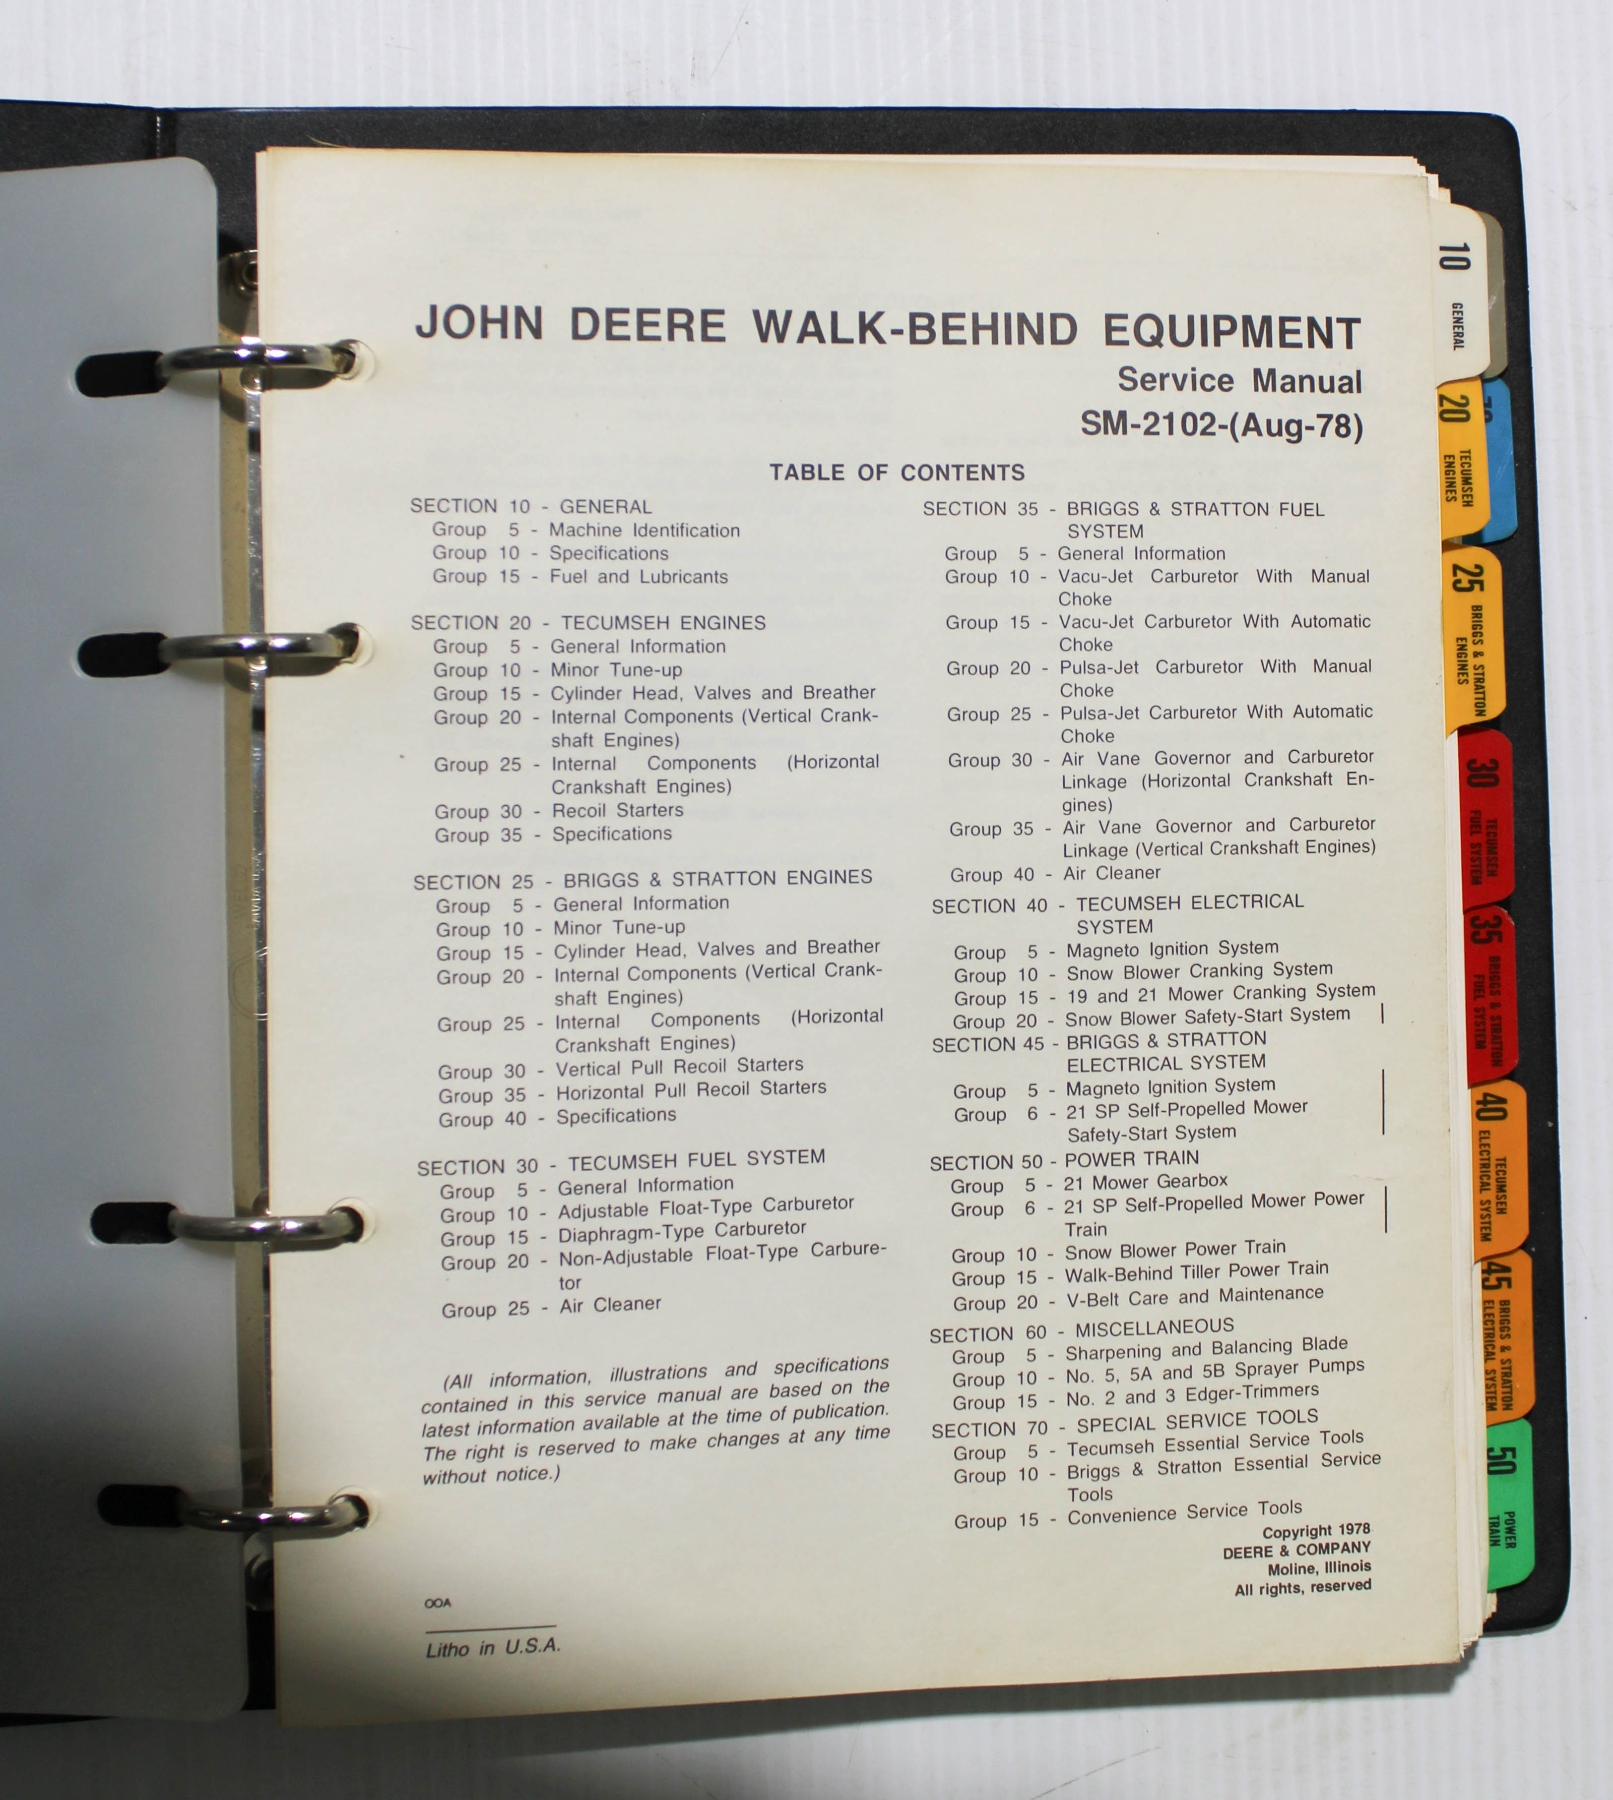 JOHN DEERE WALK-BEHIND EQUIPMENT
Service Manual
SM-2102-(Aug-78)
TABLE OF CONTENTS
SECTION 10 - GENERAL
Group 5 - Machine Identification
Group 10 - Specifications
Group 15 - Fuel and Lubricants
SECTION 20 - TECUMSEH ENGINES
Group 5 - General Information
Group 10 - Minor Tune-up
Group 15 - Cylinder Head, Valves and Breather
Group 20 - Internal Components (Vertical Crank-
shaft Engines)
Group 25 - Internal Components (Horizontal
Crankshaft Engines)
Group 30 - Recoil Starters
Group 35 - Specifications
SECTION 25 - BRIGGS & STRATTON ENGINES
Group 5 - General Information
Group 10 - Minor Tune-up
Group 15 - Cylinder Head, Valves and Breather
Group 20 - Internal Components (Vertical Crank-
shaft Engines)
Group 25 - Internal Components (Horizontal
Crankshaft Engines)
Group 30 - Vertical Pull Recoil Starters
Group 35 - Horizontal Pull Recoil Starters
Group 40 - Specifications
SECTION 30 - TECUMSEH FUEL SYSTEM
Group 5 - General Information
Group 10 - Adjustable Float-Type Carburetor
Group 15 - Diaphragm-Type Carburetor
Group 20 - Non-Adjustable Float-Type Carbure-
tor
Group 25 - Air Cleaner
(All information, illustrations and specifications
contained in this service manual are based on the
latest information available at the time of publication.
The right is reserved to make changes at any time
without notice.)
OOA
Litho in U.S.A.
SECTION 35 - BRIGGS & STRATTON FUEL
SYSTEM
Group 5 - General Information
Group 10 - Vacu-Jet Carburetor With Manual
Choke
Group 15 - Vacu-Jet Carburetor With Automatic
Choke
Group 20 - Pulsa-Jet Carburetor With Manual
Choke
Group 25 - Pulsa-Jet Carburetor With Automatic
Choke
Group 30 - Air Vane Governor and Carburetor
Linkage (Horizontal Crankshaft En-
gines)
Group 35 - Air Vane Governor and Carburetor
Linkage (Vertical Crankshaft Engines)
Group 40 - Air Cleaner
SECTION 40 - TECUMSEH ELECTRICAL
SYSTEM
Group 5 - Magneto Ignition System
Group 10 - Snow Blower Cranking System
Group 15 - 19 and 21 Mower Cranking System
Group 20 - Snow Blower Safety-Start System
SECTION 45 - BRIGGS & STRATTON
ELECTRICAL SYSTEM
Group 5 - Magneto Ignition System
Group 6 - 21 SP Self-Propelled Mower
Safety-Start System
SECTION 50 - POWER TRAIN
Group 5 - 21 Mower Gearbox
Group 6 - 21 SP Self-Propelled Mower Power
Train
Group 10 - Snow Blower Power Train
Group 15 - Walk-Behind Tiller Power Train
Group 20 - V-Belt Care and Maintenance
SECTION 60 - MISCELLANEOUS
Group 5 - Sharpening and Balancing Blade
Group 10 - No. 5, 5A and 5B Sprayer Pumps
Group 15 - No. 2 and 3 Edger-Trimmers
SECTION 70 - SPECIAL SERVICE TOOLS
Group 5 - Tecumseh Essential Service Tools
Group 10 - Briggs & Stratton Essential Service
Tools
Group 15 - Convenience Service Tools
Copyright 1978
DEERE & COMPANY
Moline, Illinois
All rights, reserved
10
GENERAL
20
TECUMSEH
ENGINES
25
BRIGGS & STRATTON
ENGINES
30
TECUMSEH
FUEL SYSTEM
35
BRIGGS & STRATTON
FUEL SYSTEM
40
TECUMSEH
ELECTRICAL SYSTEM
45
BRIGGS & STRATTON
ELECTRICAL SYSTEM
50
POWER
TRAIN